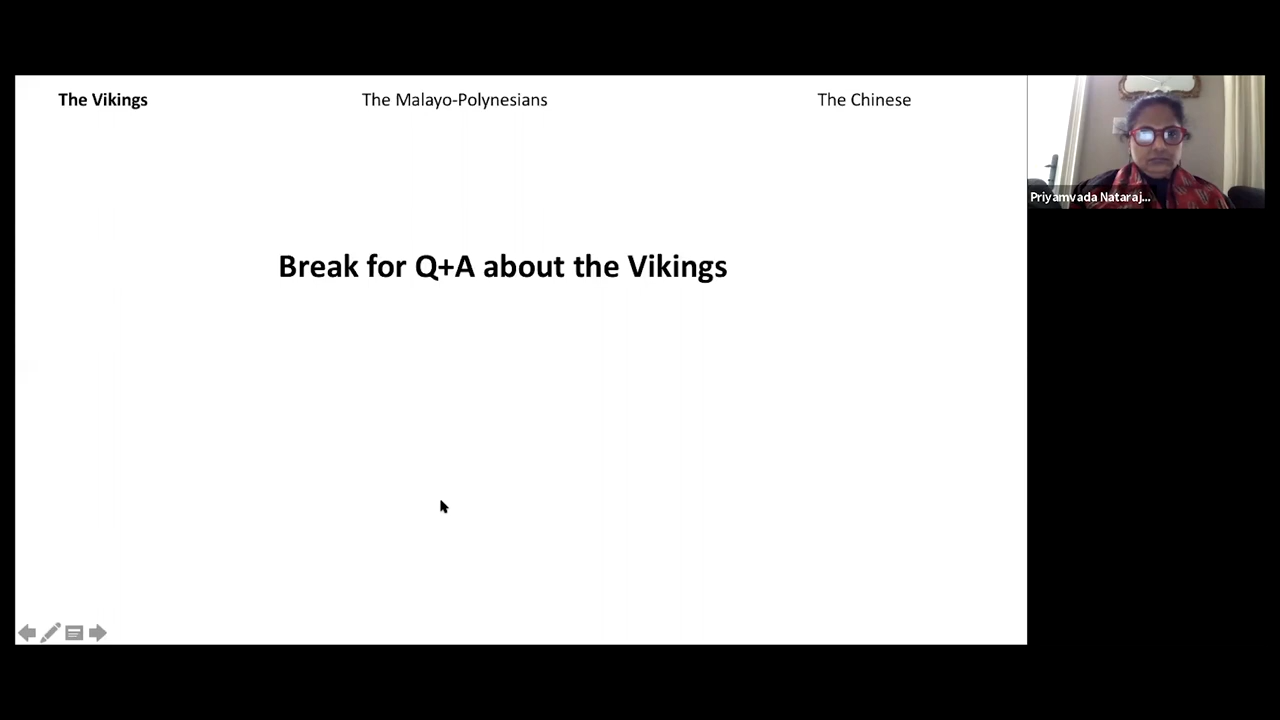 The Vikings
The Malayo-Polynesians
The Chinese
Break for Q+A about the Vikings
Priyamvada Nataraj...